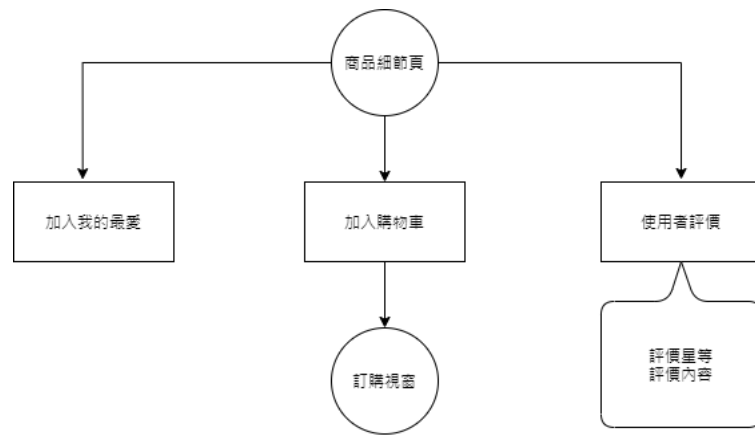 商品細節頁
加入我的最愛
加入購物車
使用者評價
訂購視窗
評價星等
評價內容